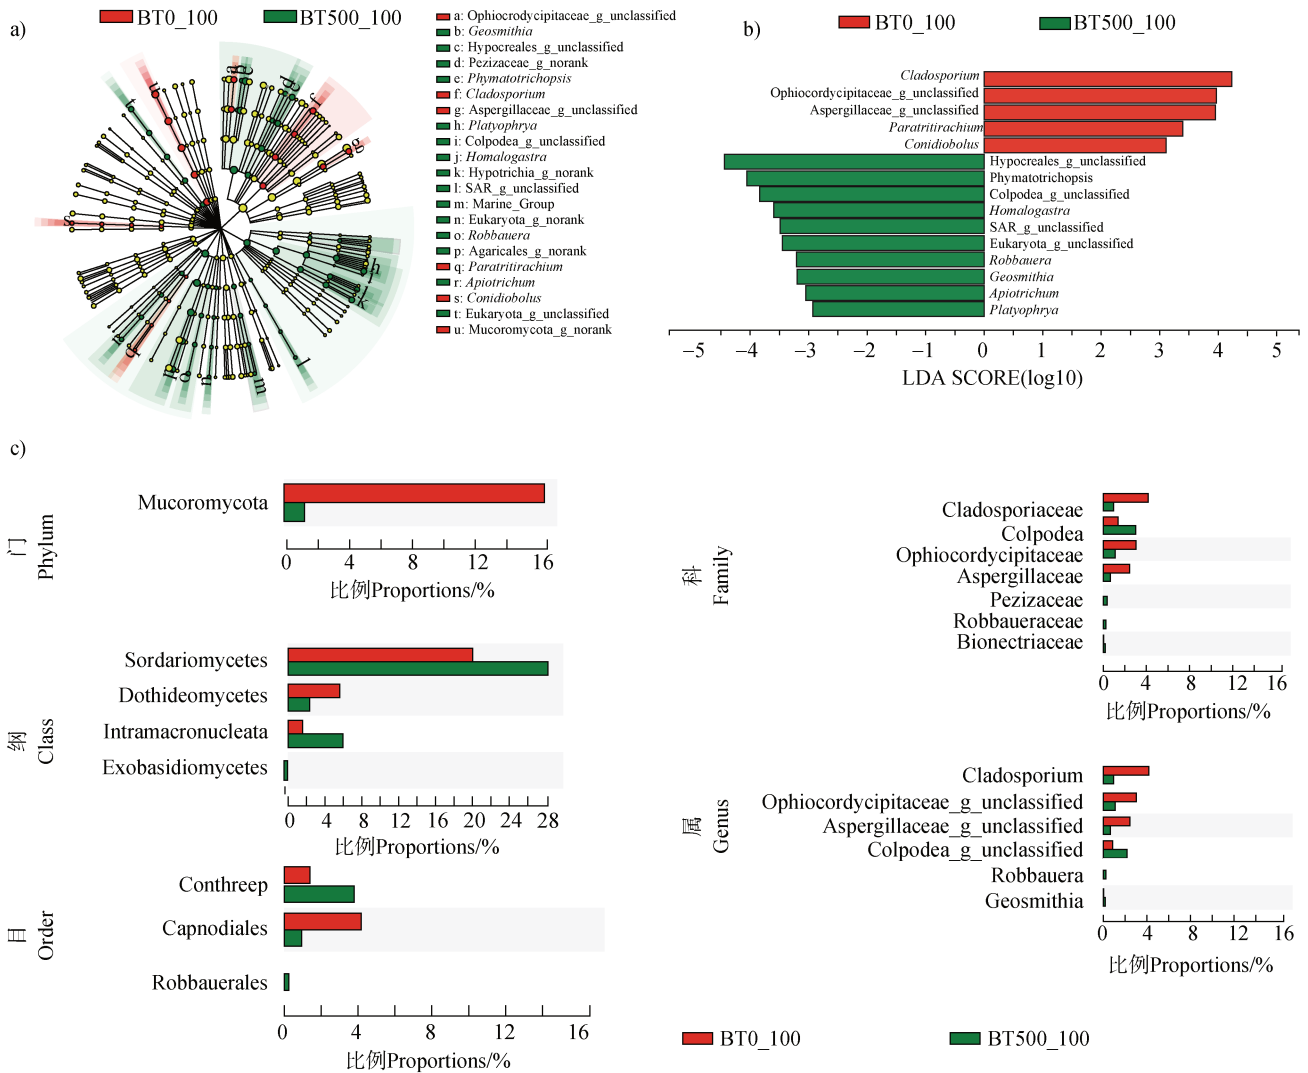 a)
BT0_100
BT500_100
a: Ophiocrodycipitaceae_g_unclassified
b: Geosmithia
c: Hypocreales_g_unclassified
d: Pezizaceae_g_norank
e: Phymatotrichopsis
f: Cladosporium
g: Aspergillaceae_g_unclassified
h: Platyophrya
i: Colpodea_g_unclassified
j: Homalogastra
k: Hypotrichia_g_norank
l: SAR_g_unclassified
m: Marine_Group
n: Eukaryota_g_norank
o: Robbauera
p: Agaricales_g_norank
q: Paratritirachium
r: Apiotrichum
s: Conidiobolus
t: Eukaryota_g_unclassified
u: Mucoromycota_g_norank
b)
BT0_100
BT500_100
Cladosporium
Ophiocordycipitaceae_g_unclassified
Aspergillaceae_g_unclassified
Paratritirachium
Conidiobolus
Hypocreales_g_unclassified
Phymatotrichopsis
Colpodea_g_unclassified
Homalogastra
SAR_g_unclassified
Eukaryota_g_unclassified
Robbauera
Geosmithia
Apiotrichum
Platyophrya
−5 −4 −3 −2 −1 0 1 2 3 4 5
LDA SCORE(log10)
c)
门
Phylum
Mucoromycota
0 4 8 12 16
比例Proportions/%
纲
Class
Sordariomycetes
Dothideomycetes
Intramacronucleata
Exobasidiomycetes
0 4 8 12 16 20 24 28
比例Proportions/%
目
Order
Conthreep
Capnodiales
Robbauerales
0 4 8 12 16
比例Proportions/%
科
Family
Cladosporiaceae
Colpodea
Ophiocordycipitaceae
Aspergillaceae
Pezizaceae
Robbaueraceae
Bionectriaceae
0 4 8 12 16
比例Proportions/%
属
Genus
Cladosporium
Ophiocordycipitaceae_g_unclassified
Aspergillaceae_g_unclassified
Colpodea_g_unclassified
Robbauera
Geosmithia
0 4 8 12 16
比例Proportions/%
BT0_100
BT500_100